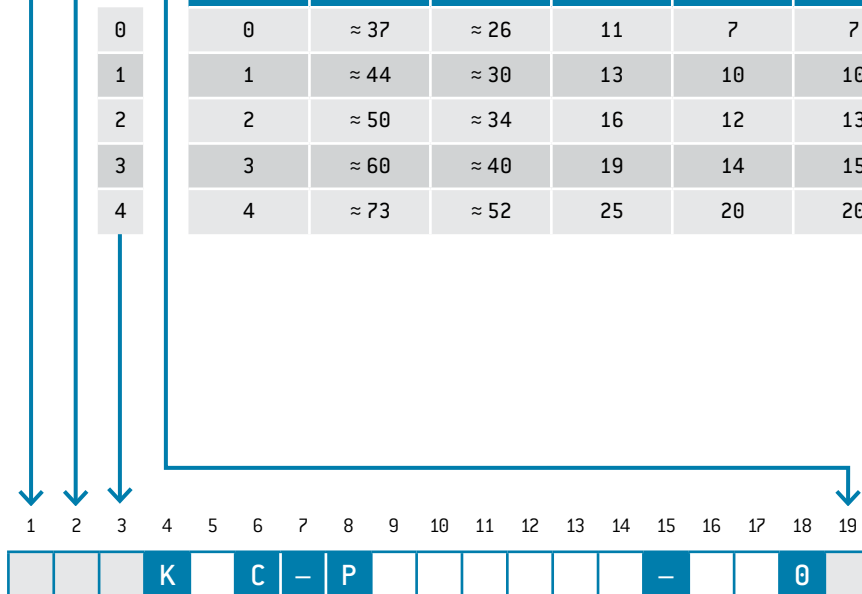 0 0 ≈ 37 ≈ 26 11 7 7
1 1 ≈ 44 ≈ 30 13 10 10
2 2 ≈ 50 ≈ 34 16 12 13
3 3 ≈ 60 ≈ 40 19 14 15
4 4 ≈ 73 ≈ 52 25 20 20
1 2 3 4 5 6 7 8 9 10 11 12 13 14 15 16 17 18 19
K C – P – 0